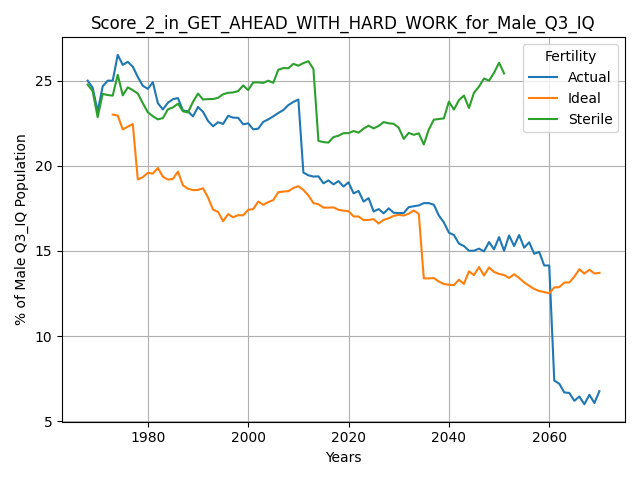 Score_2_in_GET_AHEAD_WITH_HARD_WORK_for_Male_Q3_IQ
% of Male Q3_IQ Population
25
20
15
10
5
1980
2000
2020
2040
2060
Years
Fertility
Actual
Ideal
Sterile